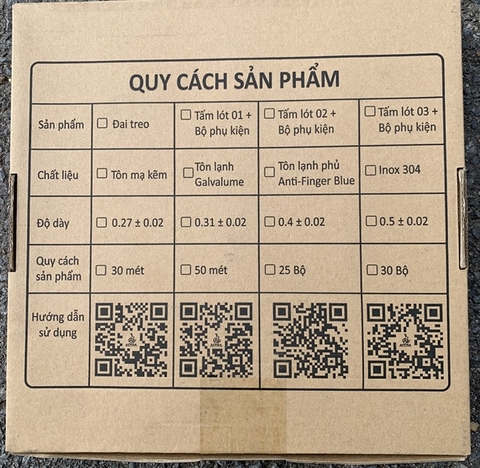 QUY CÁCH SẢN PHẨM
Sản phẩm
Đai treo
Tấm lót 01 +
Bộ phụ kiện
Tấm lót 02 +
Bộ phụ kiện
Tấm lót 03 +
Bộ phụ kiện
Chất liệu
Tôn mạ kẽm
Tôn lạnh
Galvalume
Tôn lạnh phủ
Anti-Finger Blue
Inox 304
Độ dày
0.27 ± 0.02
0.31 ± 0.02
0.4 ± 0.02
0.5 ± 0.02
Quy cách
sản phẩm
30 mét
50 mét
25 Bộ
30 Bộ
Hướng dẫn
sử dụng